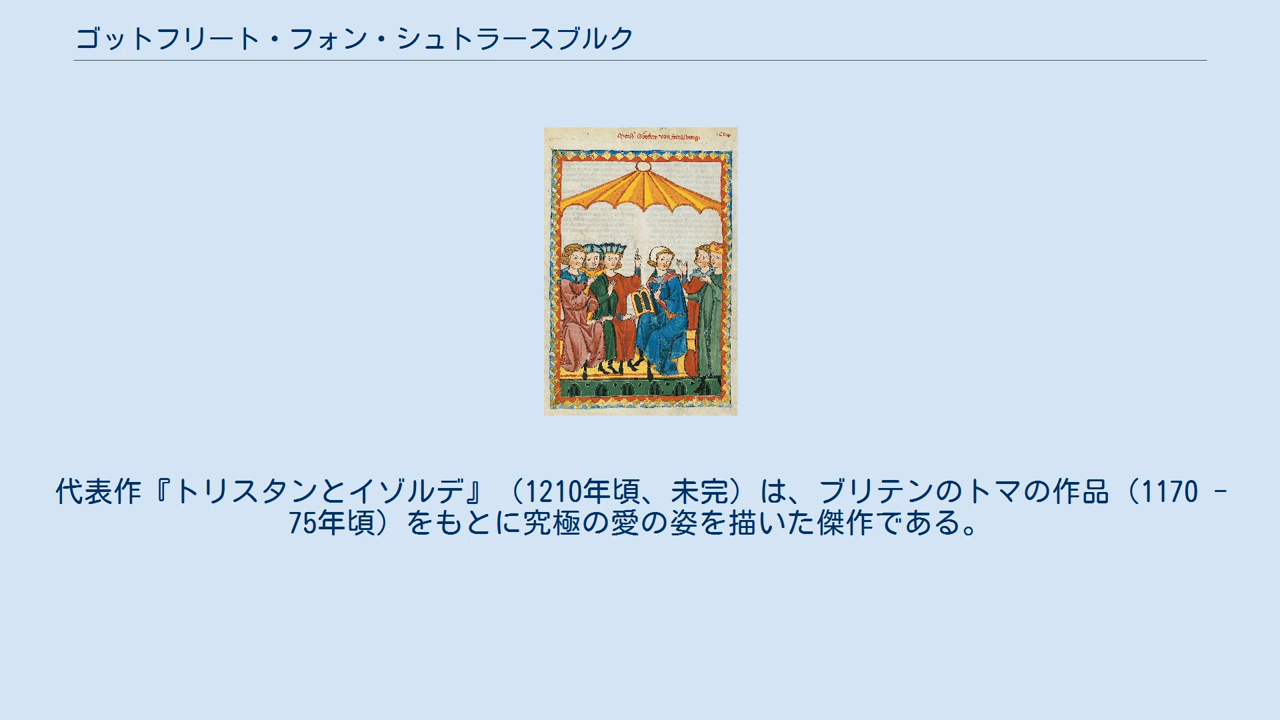 ゴットフリート・フォン・シュトラースブルク
代表作『トリスタンとイゾルデ』（1210年頃、未完）は、ブリテンのトマの作品（1170 -
75年頃）をもとに究極の愛の姿を描いた傑作である。